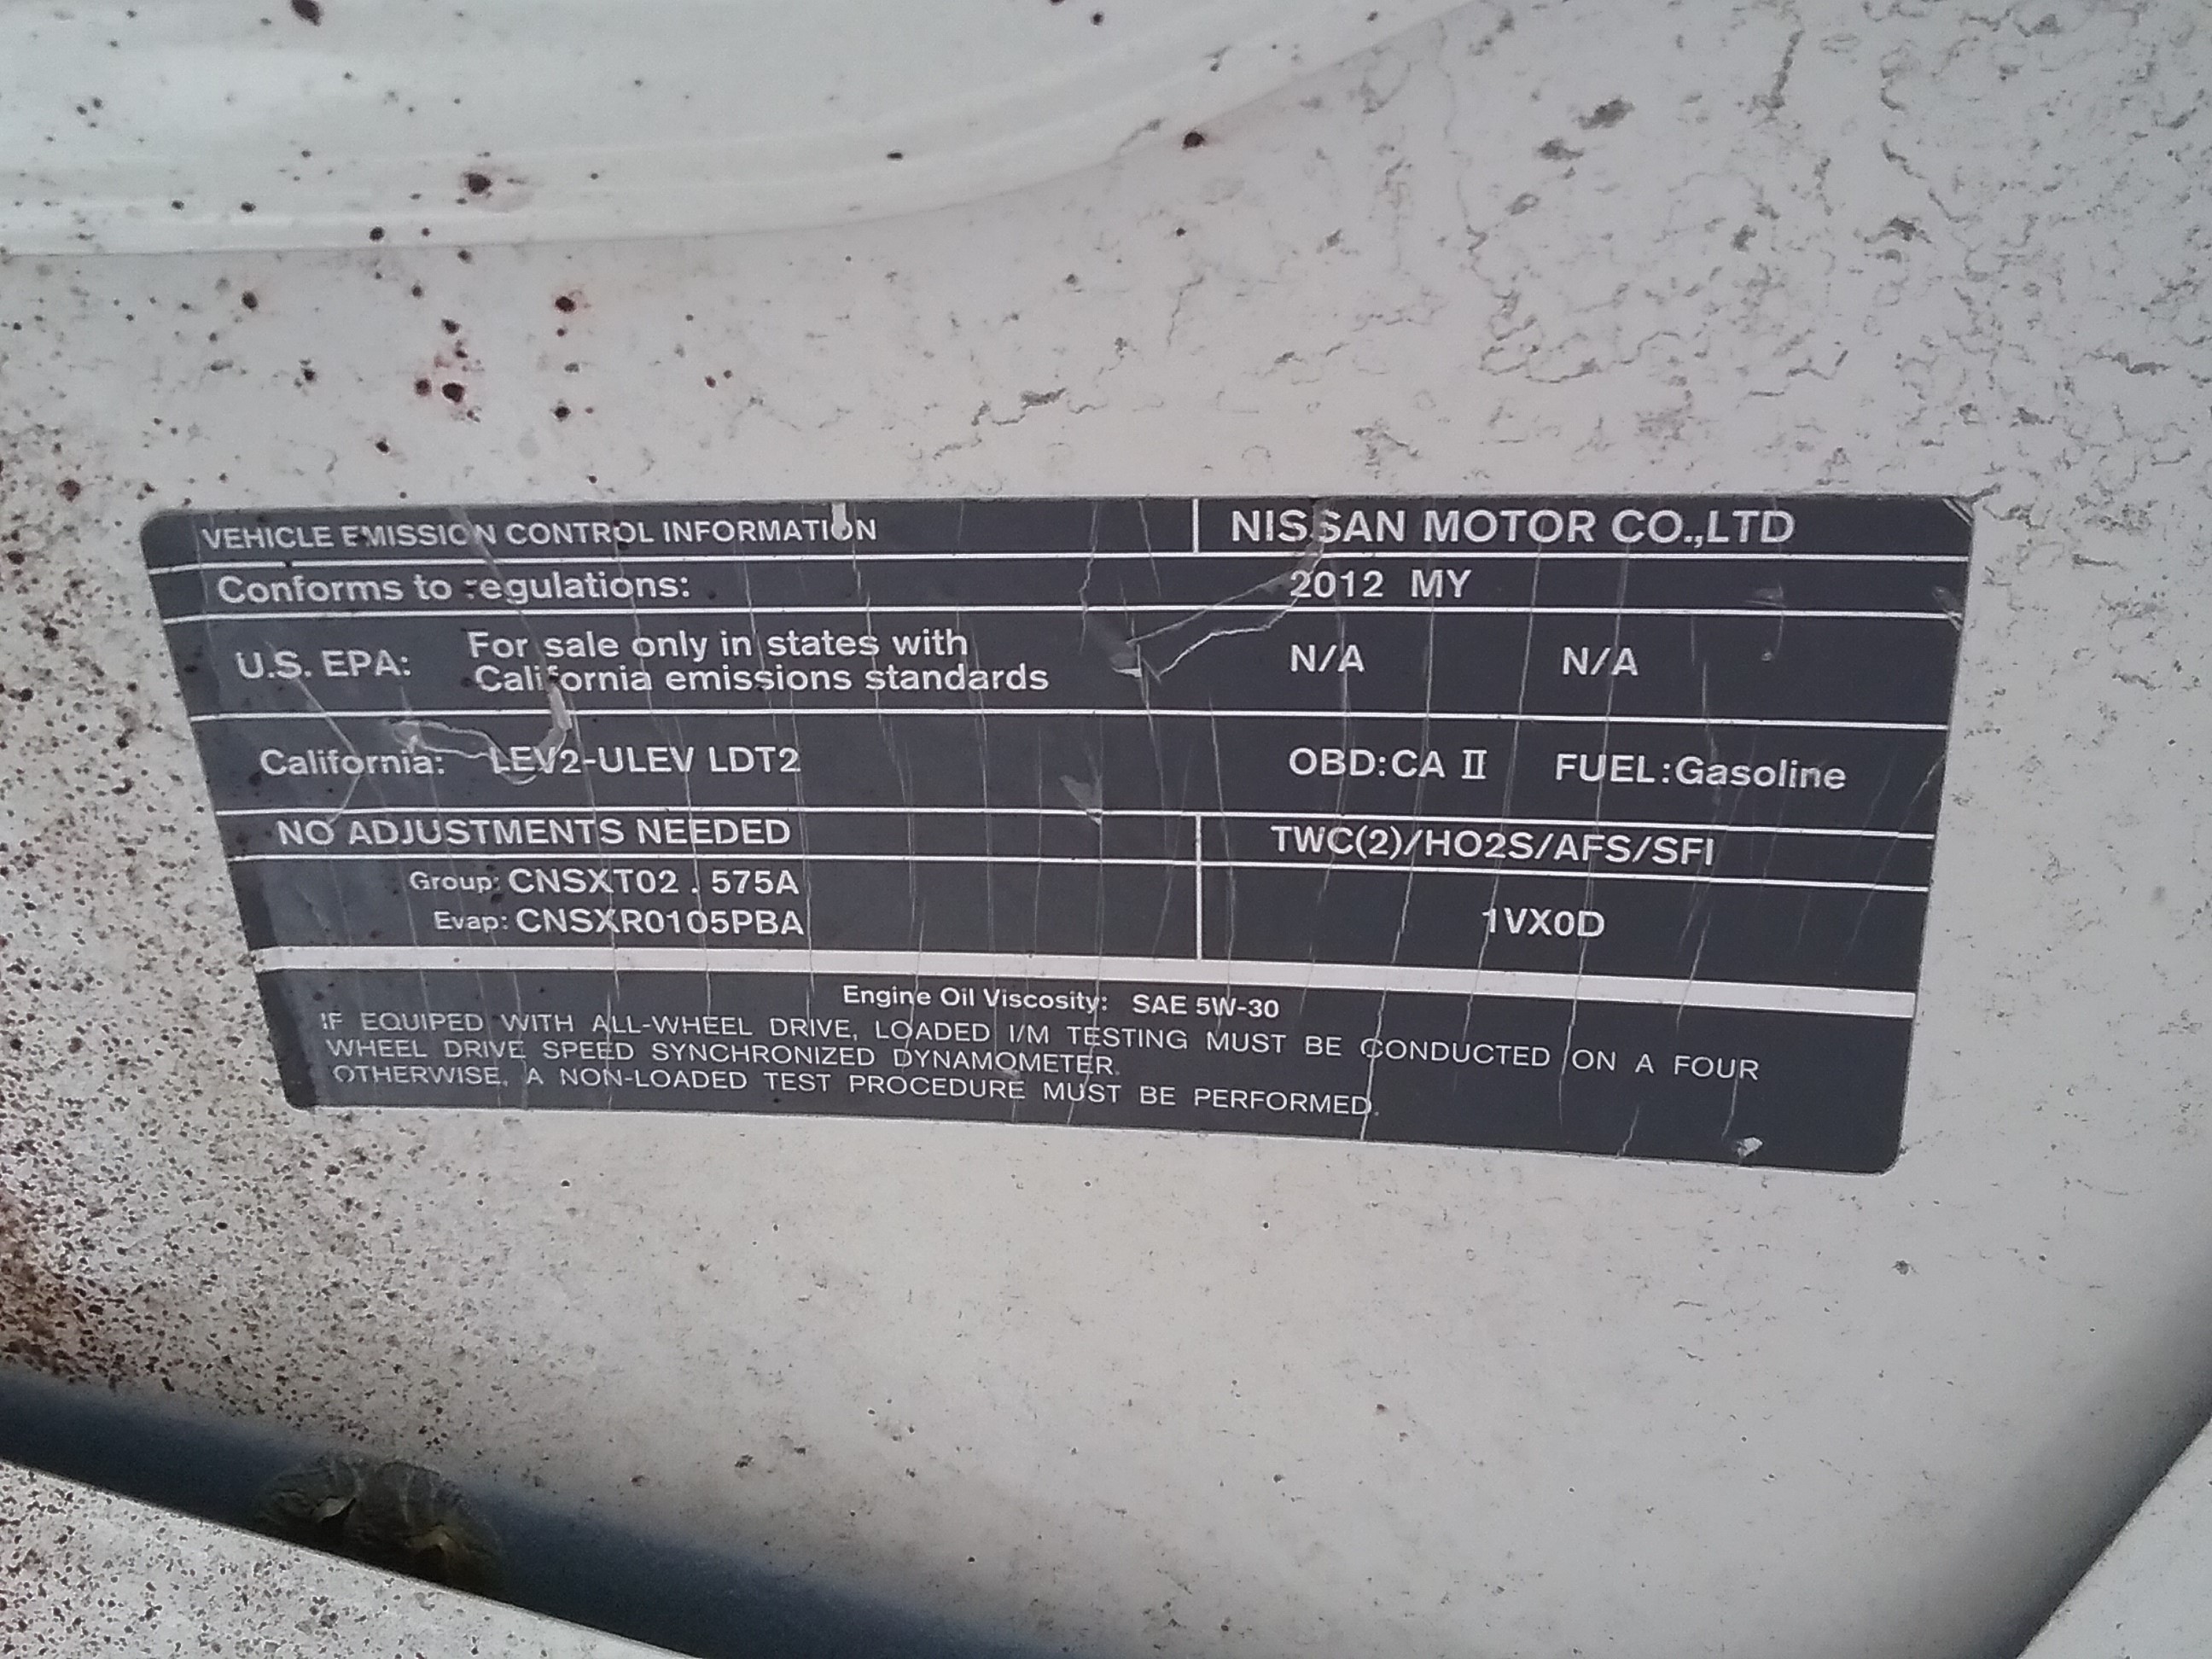 VEHICLE EMISSION CONTROL INFORMATION
NISSAN MOTOR CO.,LTD
Conforms to regulations:
2012 MY
U.S. EPA:
For sale only in states with
California emissions standards
N/A
N/A
California:
LEV2-ULEV LDT2
OBD:CA II
FUEL:Gasoline
NO ADJUSTMENTS NEEDED
TWC(2)/HO2S/AFS/SFI
Group: CNSXT02.575A
Evap: CNSXR0105PBA
1VX0D
Engine Oil Viscosity: SAE 5W-30
IF EQUIPED WITH ALL-WHEEL DRIVE, LOADED I/M TESTING MUST BE CONDUCTED ON A FOUR
WHEEL DRIVE SPEED SYNCHRONIZED DYNAMOMETER.
OTHERWISE, A NON-LOADED TEST PROCEDURE MUST BE PERFORMED.